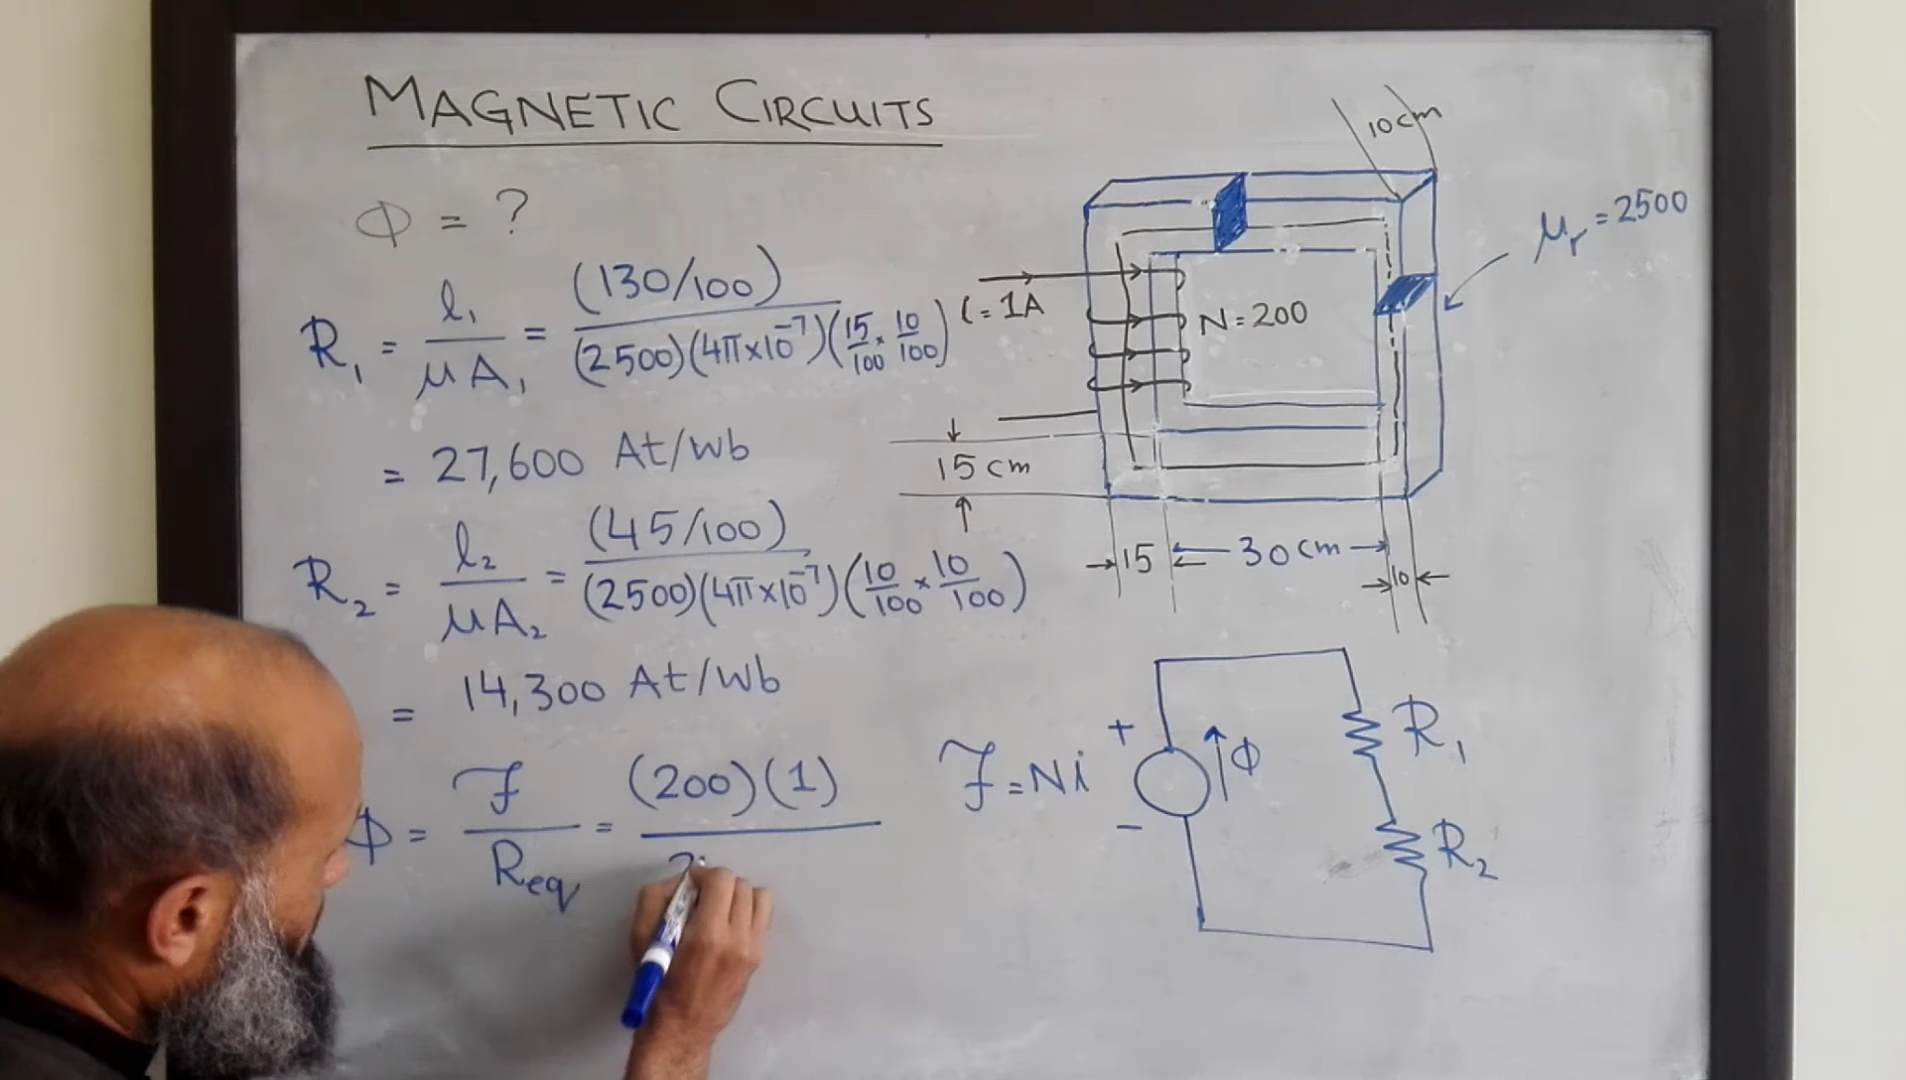 MAGNETIC CIRCUITS
Φ = ?
R₁ = l₁ / μA₁ = (130/100) / (2500)(4π×10⁻⁷)(15/100 × 10/100)
= 27,600 At/Wb
R₂ = l₂ / μA₂ = (45/100) / (2500)(4π×10⁻⁷)(10/100 × 10/100)
= 14,300 At/Wb
Φ = ℱ / Req = (200)(1) /
10cm
μr = 2500
i = 1A
N = 200
15 cm
15
30 cm
10
ℱ = Ni
+
Φ
-
R₁
R₂